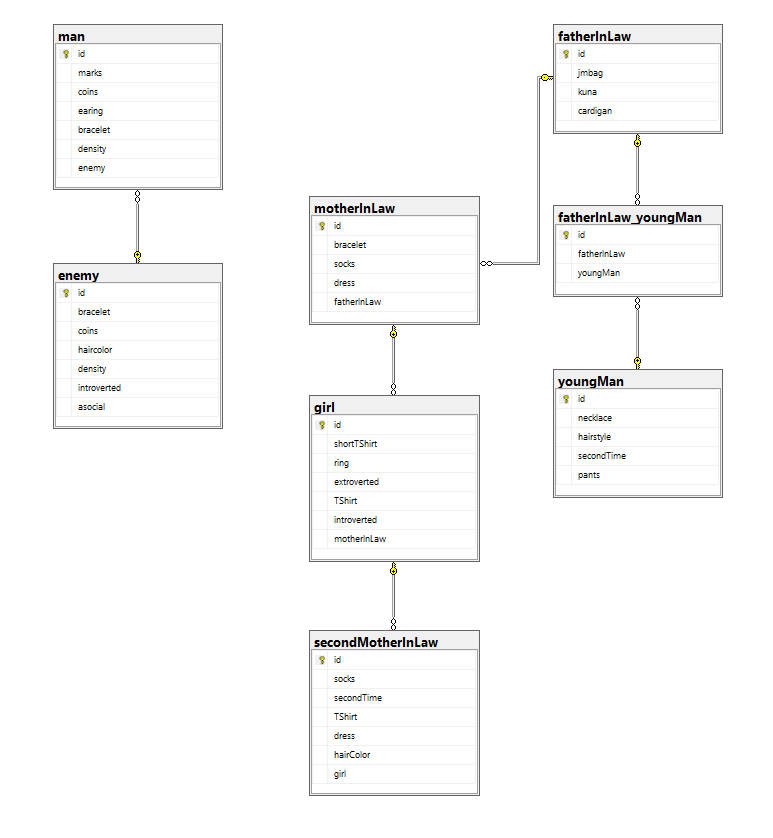 man
id
marks
coins
earing
bracelet
density
enemy
enemy
id
bracelet
coins
haircolor
density
introverted
asocial
motherInLaw
id
bracelet
socks
dress
fatherInLaw
girl
id
shortTShirt
ring
extroverted
TShirt
introverted
motherInLaw
secondMotherInLaw
id
socks
secondTime
TShirt
dress
hairColor
girl
fatherInLaw
id
jmbag
kuna
cardigan
fatherInLaw_youngMan
id
fatherInLaw
youngMan
youngMan
id
necklace
hairstyle
secondTime
pants